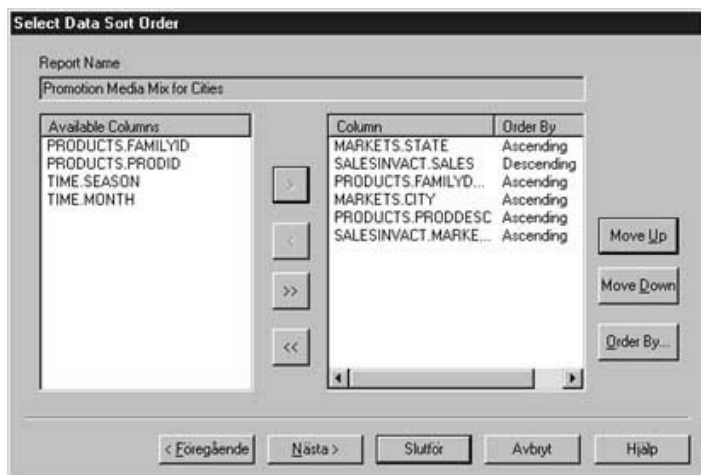 Select Data Sort Order
Report Name
Promotion Media Mix for Cities
Available Columns
PRODUCTS.FAMILYID
PRODUCTS.PRODID
TIME.SEASON
TIME.MONTH
>
<
>>
<<
Column Order By
MARKETS.STATE Ascending
SALESINVACT.SALES Descending
PRODUCTS.FAMILYD... Ascending
MARKETS.CITY Ascending
PRODUCTS.PRODDESC Ascending
SALESINVACT.MARKE... Ascending
Move Up
Move Down
Order By...
< Föregående
Nästa >
Slutför
Avbryt
Hjälp